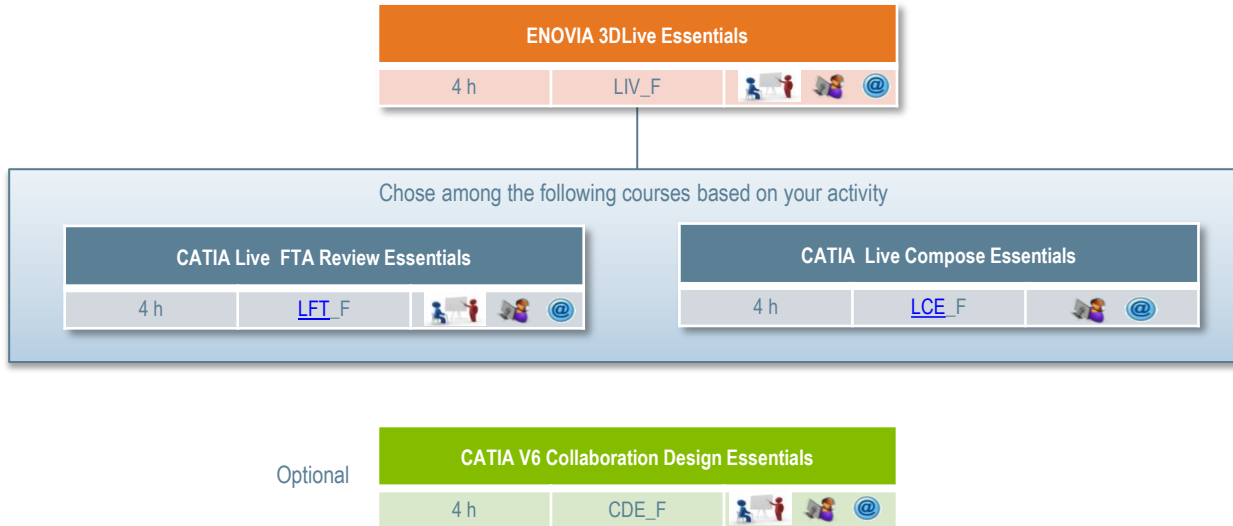 ENOVIA 3DLive Essentials
4 h LIV_F @
Chose among the following courses based on your activity
CATIA Live FTA Review Essentials
4 h LFT_F @
CATIA Live Compose Essentials
4 h LCE_F @
Optional
CATIA V6 Collaboration Design Essentials
4 h CDE_F @